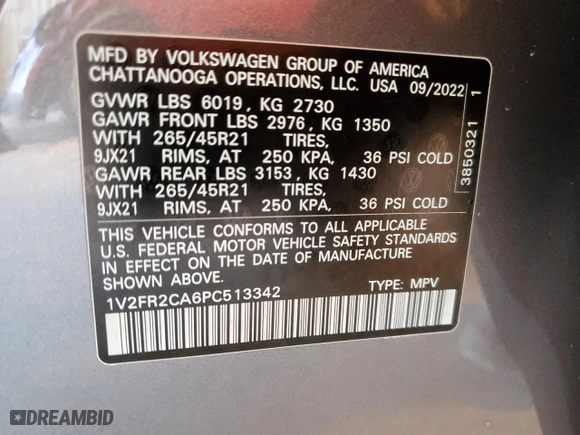 MFD BY VOLKSWAGEN GROUP OF AMERICA
CHATTANOOGA OPERATIONS, LLC. USA 09/2022
GVWR LBS 6019, KG 2730
GAWR FRONT LBS 2976, KG 1350
WITH 265/45R21 TIRES,
9JX21 RIMS, AT 250 KPA, 36 PSI COLD
GAWR REAR LBS 3153, KG 1430
WITH 265/45R21 TIRES,
9JX21 RIMS, AT 250 KPA, 36 PSI COLD
THIS VEHICLE CONFORMS TO ALL APPLICABLE
U.S. FEDERAL MOTOR VEHICLE SAFETY STANDARDS
IN EFFECT ON THE DATE OF MANUFACTURE
SHOWN ABOVE.
1V2FR2CA6PC513342 TYPE: MPV
3850321 1
DREAMBID